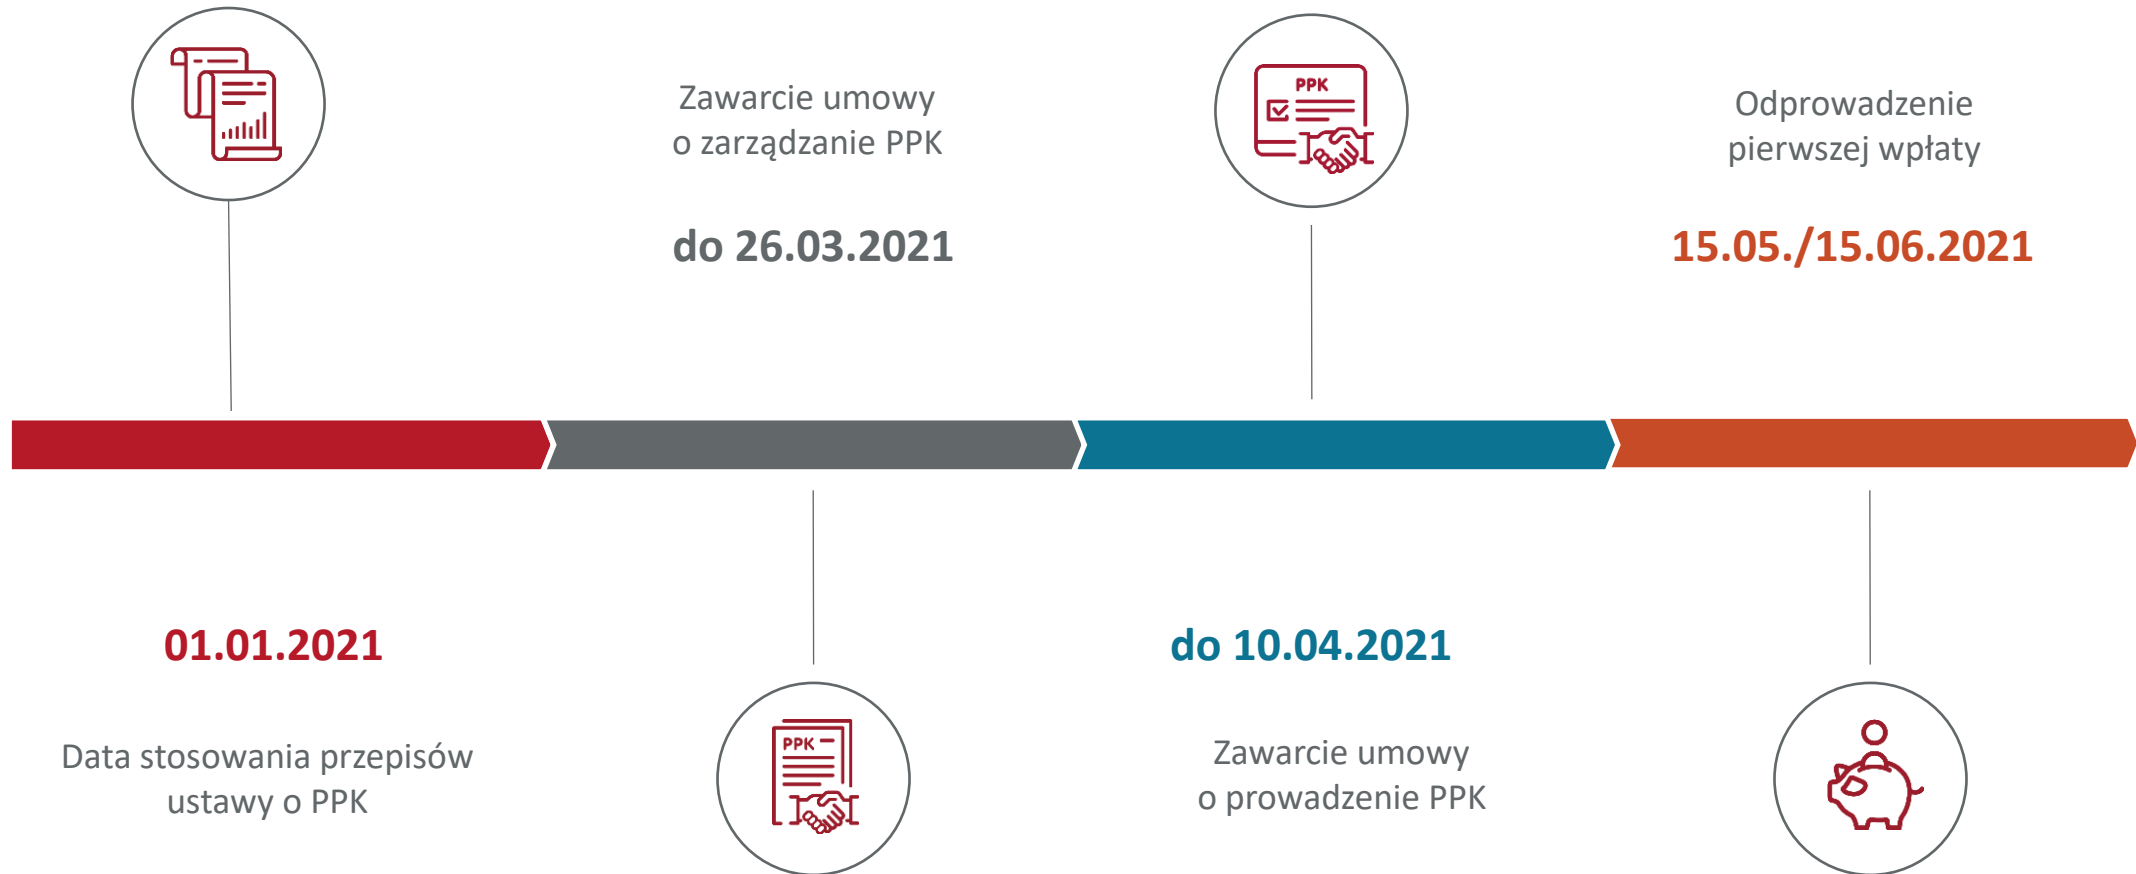 01.01.2021
Data stosowania przepisów
ustawy o PPK
Zawarcie umowy
o zarządzanie PPK
do 26.03.2021
PPK
PPK
do 10.04.2021
Zawarcie umowy
o prowadzenie PPK
Odprowadzenie
pierwszej wpłaty
15.05./15.06.2021